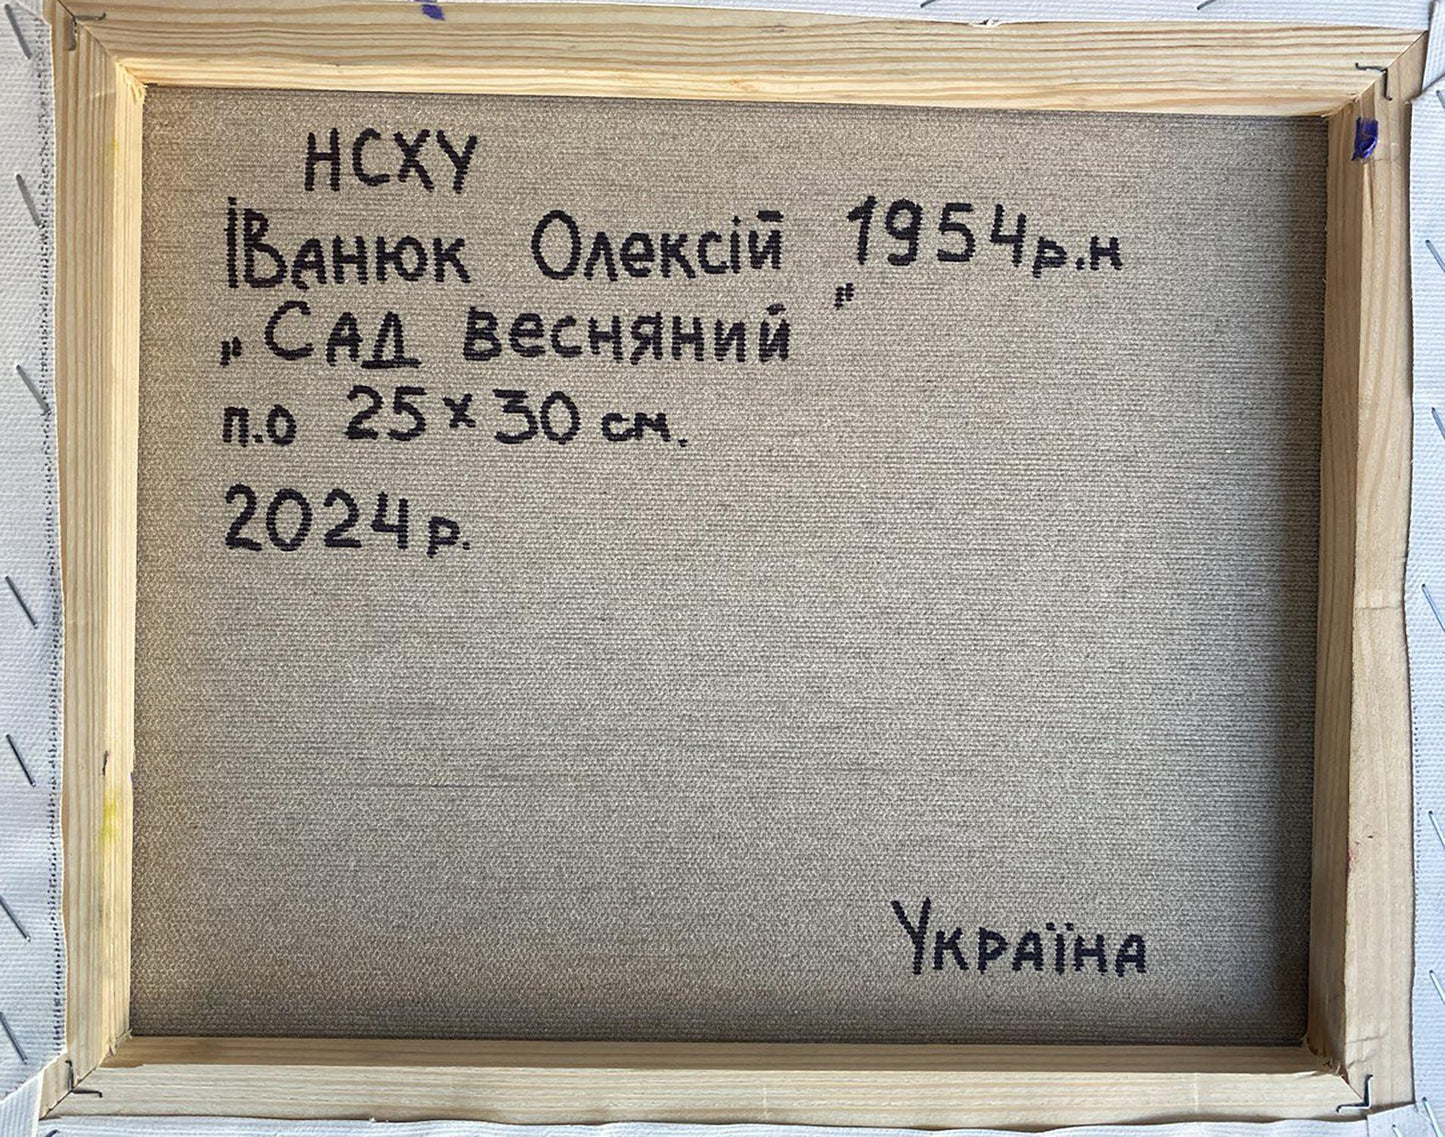 НСХУ
Іванюк Олексій 1954р.н
„Сад весняний"
п.о 25×30 см.
2024р.
Україна